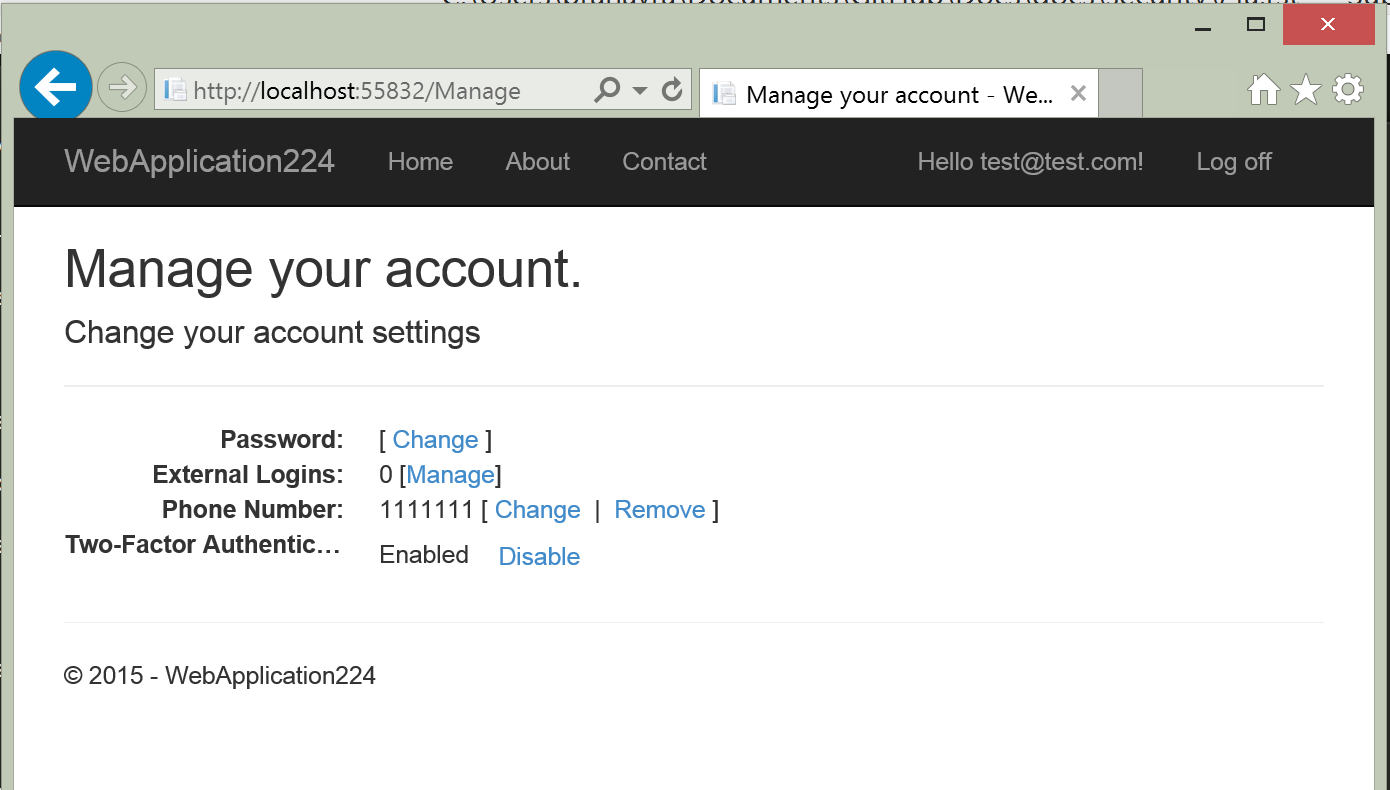 http://localhost:55832/Manage
Manage your account - We...
WebApplication224 Home About Contact Hello test@test.com! Log off
Manage your account.
Change your account settings
Password: [ Change ]
External Logins: 0 [Manage]
Phone Number: 1111111 [ Change | Remove ]
Two-Factor Authentic... Enabled Disable
© 2015 - WebApplication224